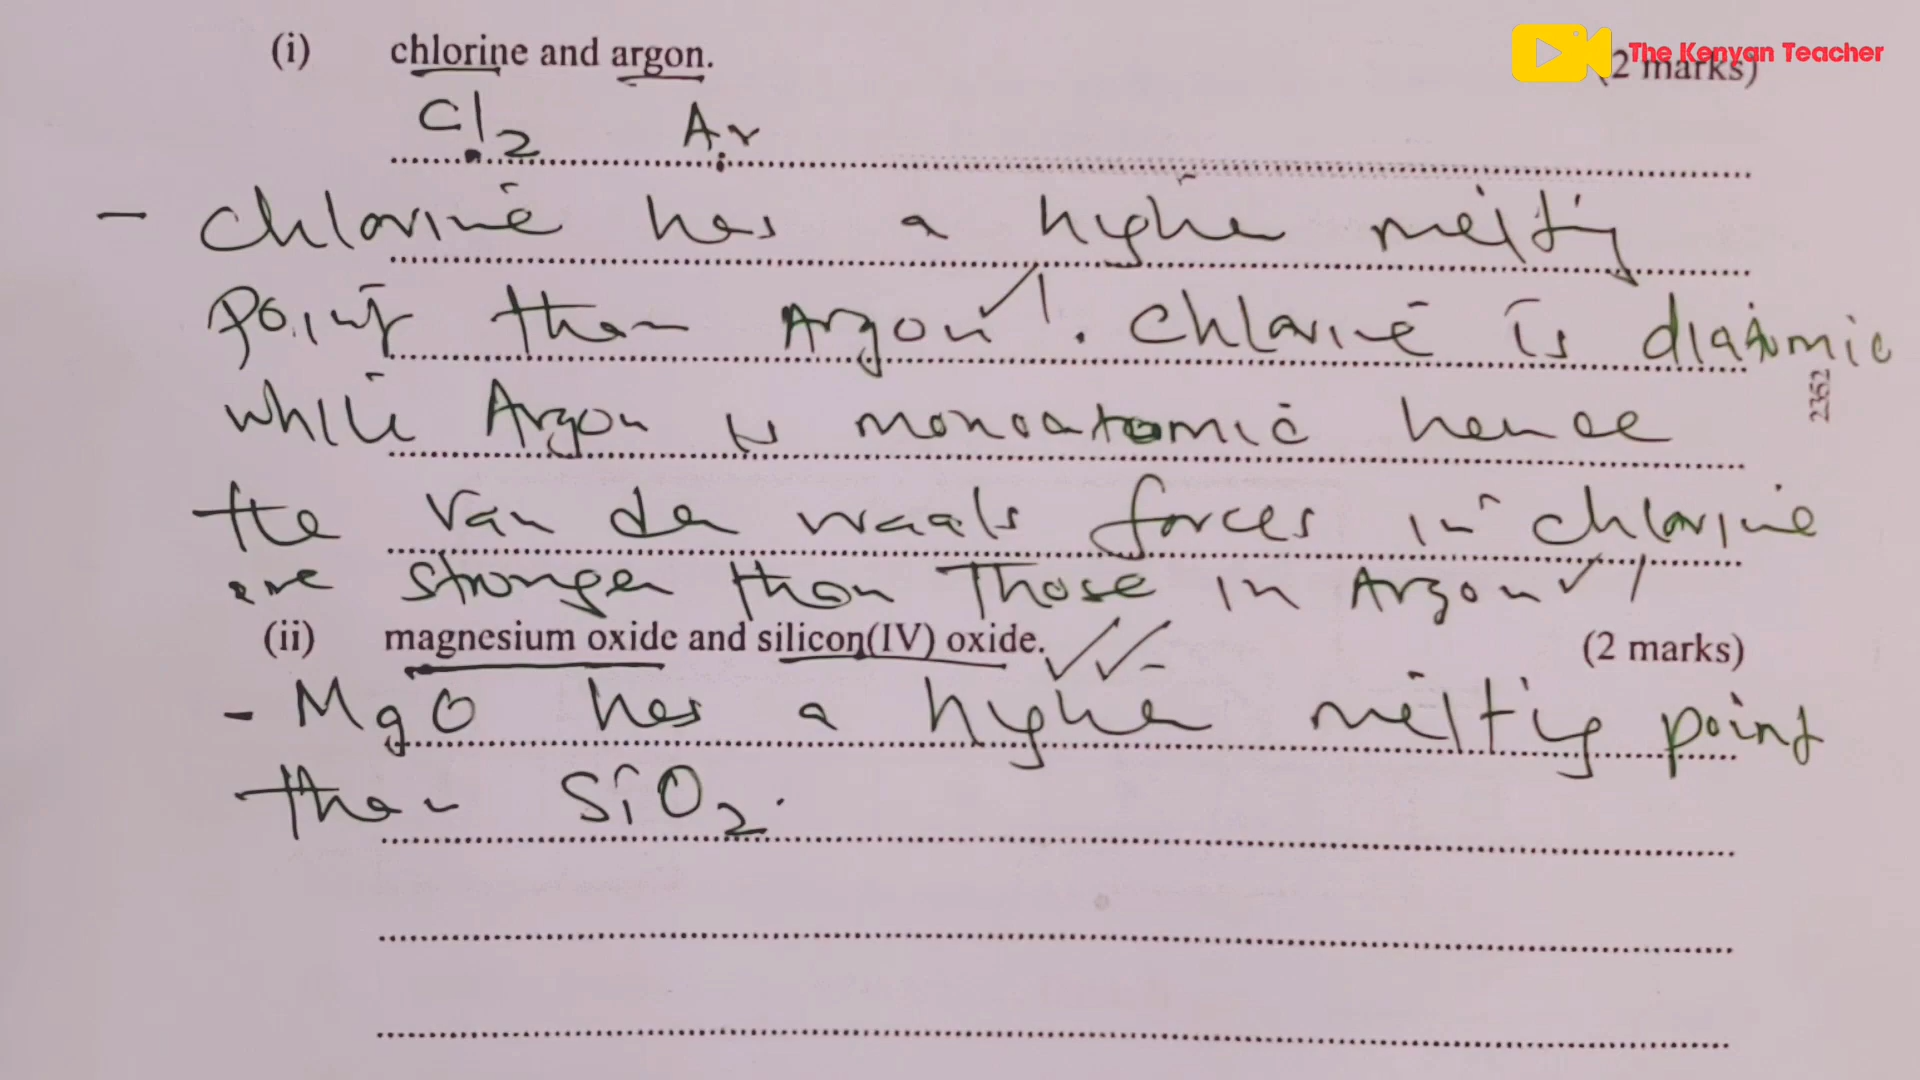 (i) chlorine and argon. (2 marks)
The Kenyan Teacher
Cl2 Ar
- Chlorine has a higher melting
point than Argon. Chlorine is diatomic
while Argon is monoatomic hence
the Van der waals forces in chlorine
are stronger than Those in Argon
2352
(ii) magnesium oxide and silicon(IV) oxide. (2 marks)
- MgO has a higher melting point
than SiO2.